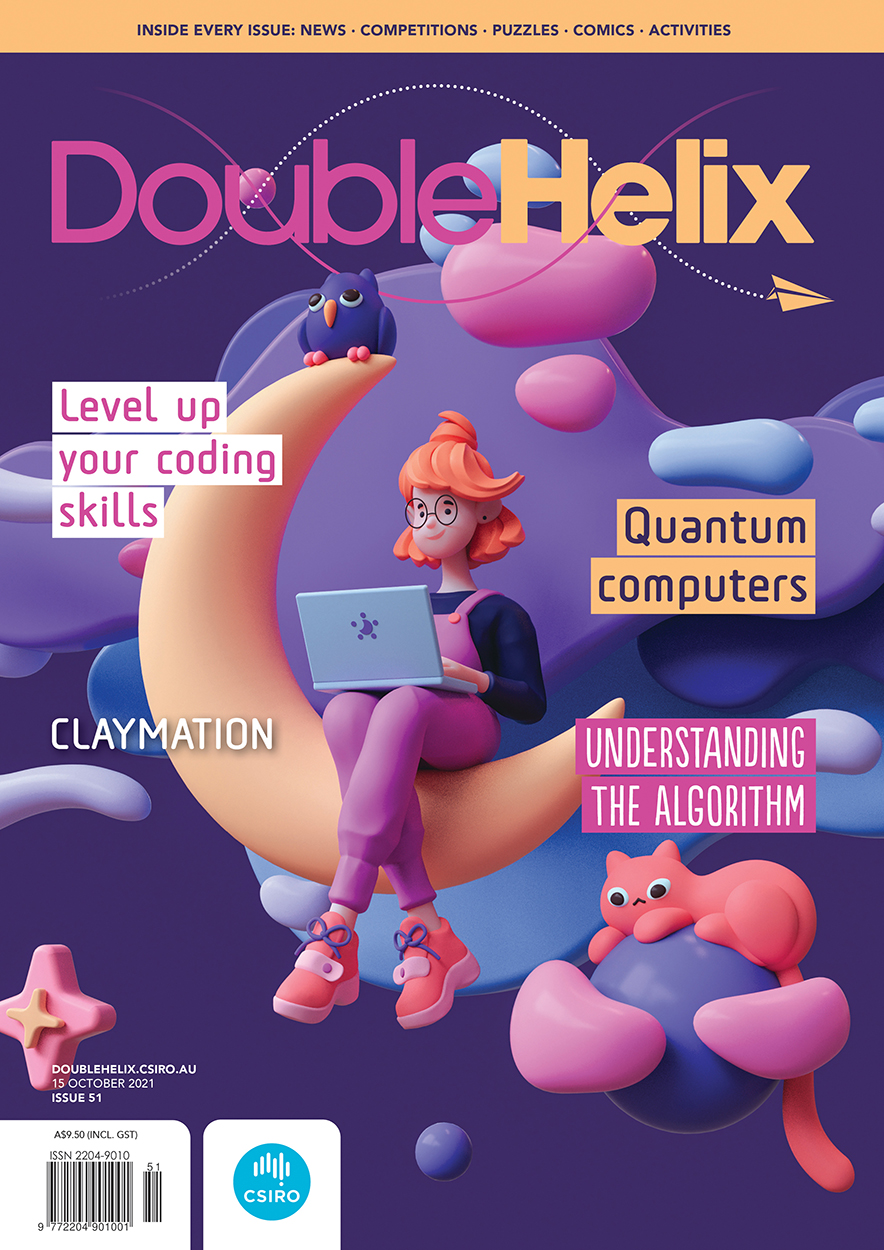 INSIDE EVERY ISSUE: NEWS · COMPETITIONS · PUZZLES · COMICS · ACTIVITIES
DoubleHelix
Level up
your coding
skills
Quantum
computers
CLAYMATION
UNDERSTANDING
THE ALGORITHM
DOUBLEHELIX.CSIRO.AU
15 OCTOBER 2021
ISSUE 51
A$9.50 (INCL. GST)
ISSN 2204-9010
51
9 772204 901001
CSIRO